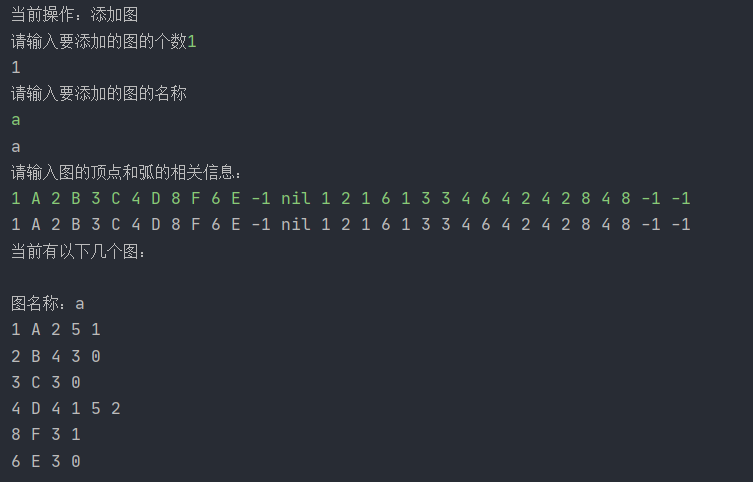 当前操作：添加图
请输入要添加的图的个数1
1
请输入要添加的图的名称
a
a
请输入图的顶点和弧的相关信息：
1 A 2 B 3 C 4 D 8 F 6 E -1 nil 1 2 1 6 1 3 3 4 6 4 2 4 2 8 4 8 -1 -1
1 A 2 B 3 C 4 D 8 F 6 E -1 nil 1 2 1 6 1 3 3 4 6 4 2 4 2 8 4 8 -1 -1
当前有以下几个图：
图名称：a
1 A 2 5 1
2 B 4 3 0
3 C 3 0
4 D 4 1 5 2
8 F 3 1
6 E 3 0